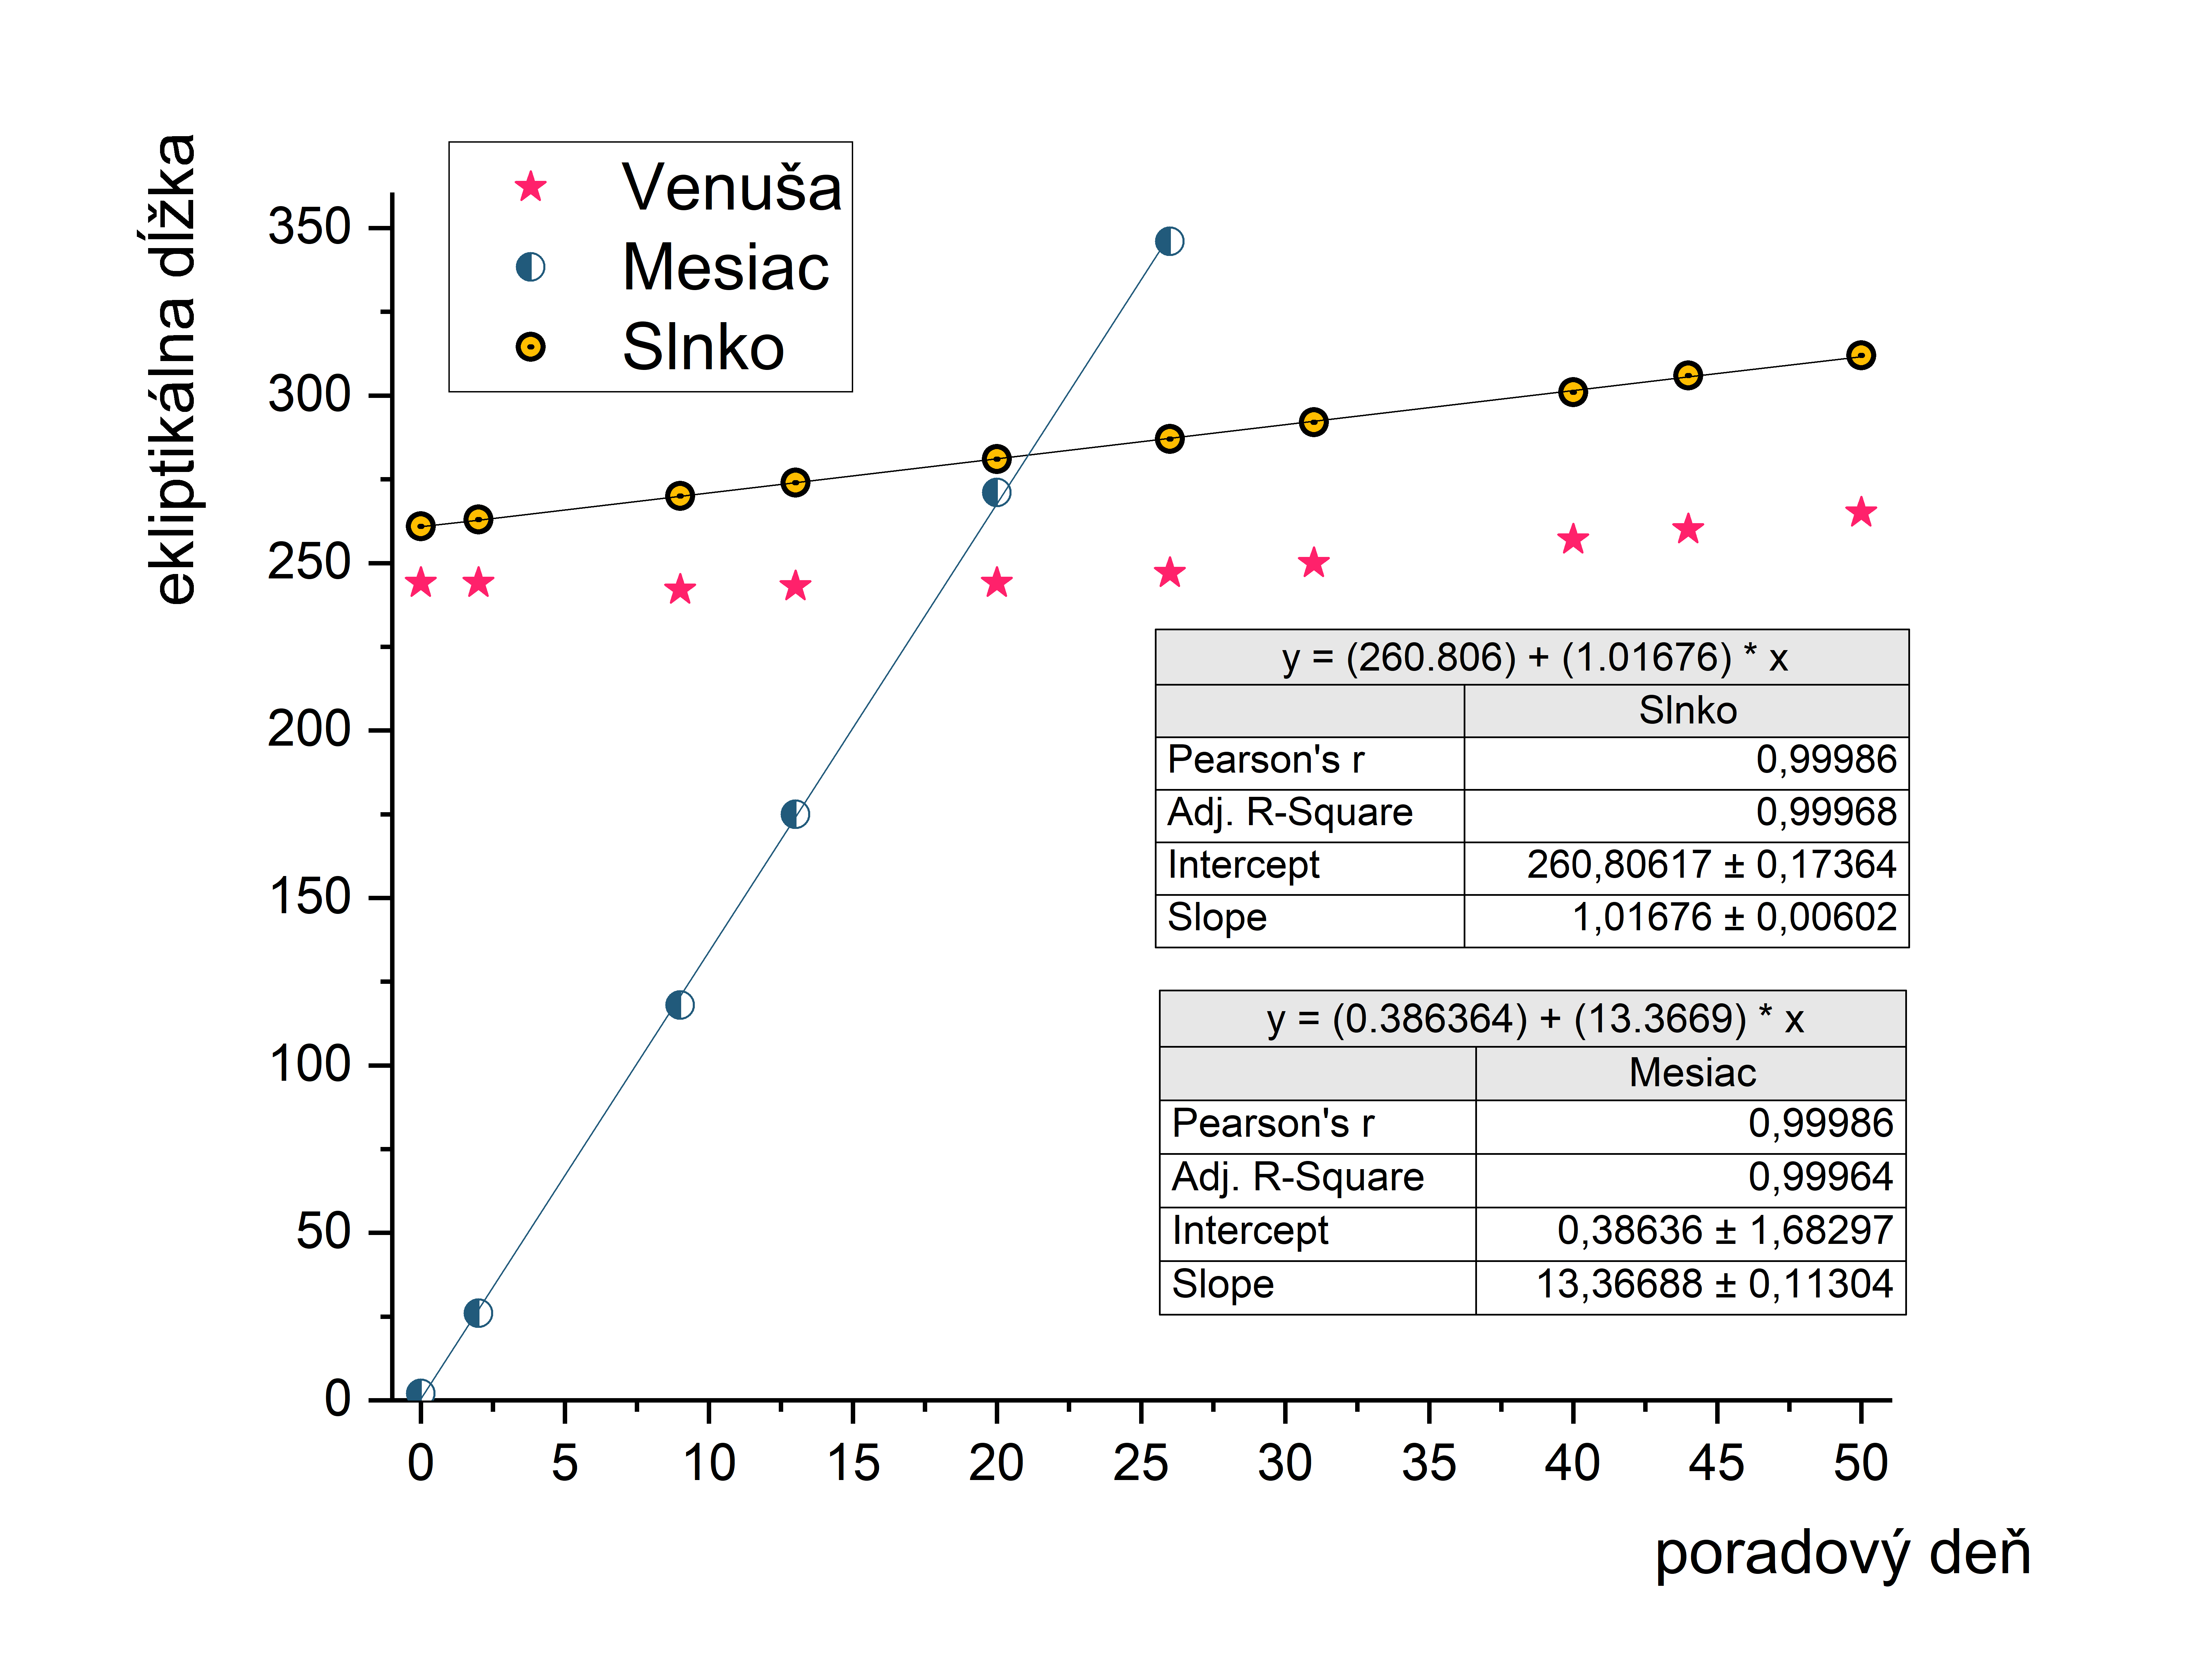 ekliptikálna dĺžka
Venuša
Mesiac
Slnko
350
300
250
200
150
100
50
0
y = (260.806) + (1.01676) * x
Slnko
Pearson's r 0,99986
Adj. R-Square 0,99968
Intercept 260,80617 ± 0,17364
Slope 1,01676 ± 0,00602
y = (0.386364) + (13.3669) * x
Mesiac
Pearson's r 0,99986
Adj. R-Square 0,99964
Intercept 0,38636 ± 1,68297
Slope 13,36688 ± 0,11304
0 5 10 15 20 25 30 35 40 45 50
poradový deň